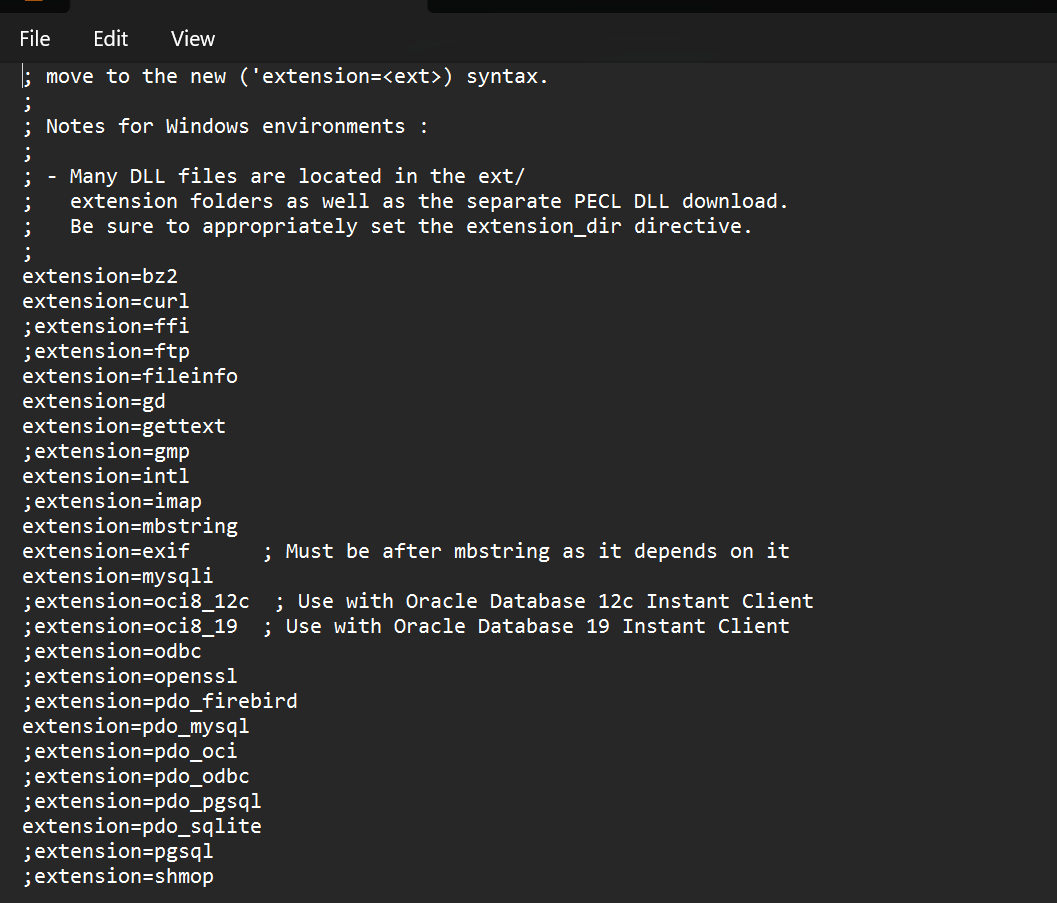 File Edit View
; move to the new ('extension=<ext>) syntax.
;
; Notes for Windows environments :
;
; - Many DLL files are located in the ext/
;   extension folders as well as the separate PECL DLL download.
;   Be sure to appropriately set the extension_dir directive.
;
extension=bz2
extension=curl
;extension=ffi
;extension=ftp
extension=fileinfo
extension=gd
extension=gettext
;extension=gmp
extension=intl
;extension=imap
extension=mbstring
extension=exif      ; Must be after mbstring as it depends on it
extension=mysqli
;extension=oci8_12c  ; Use with Oracle Database 12c Instant Client
;extension=oci8_19  ; Use with Oracle Database 19 Instant Client
;extension=odbc
;extension=openssl
;extension=pdo_firebird
extension=pdo_mysql
;extension=pdo_oci
;extension=pdo_odbc
;extension=pdo_pgsql
extension=pdo_sqlite
;extension=pgsql
;extension=shmop